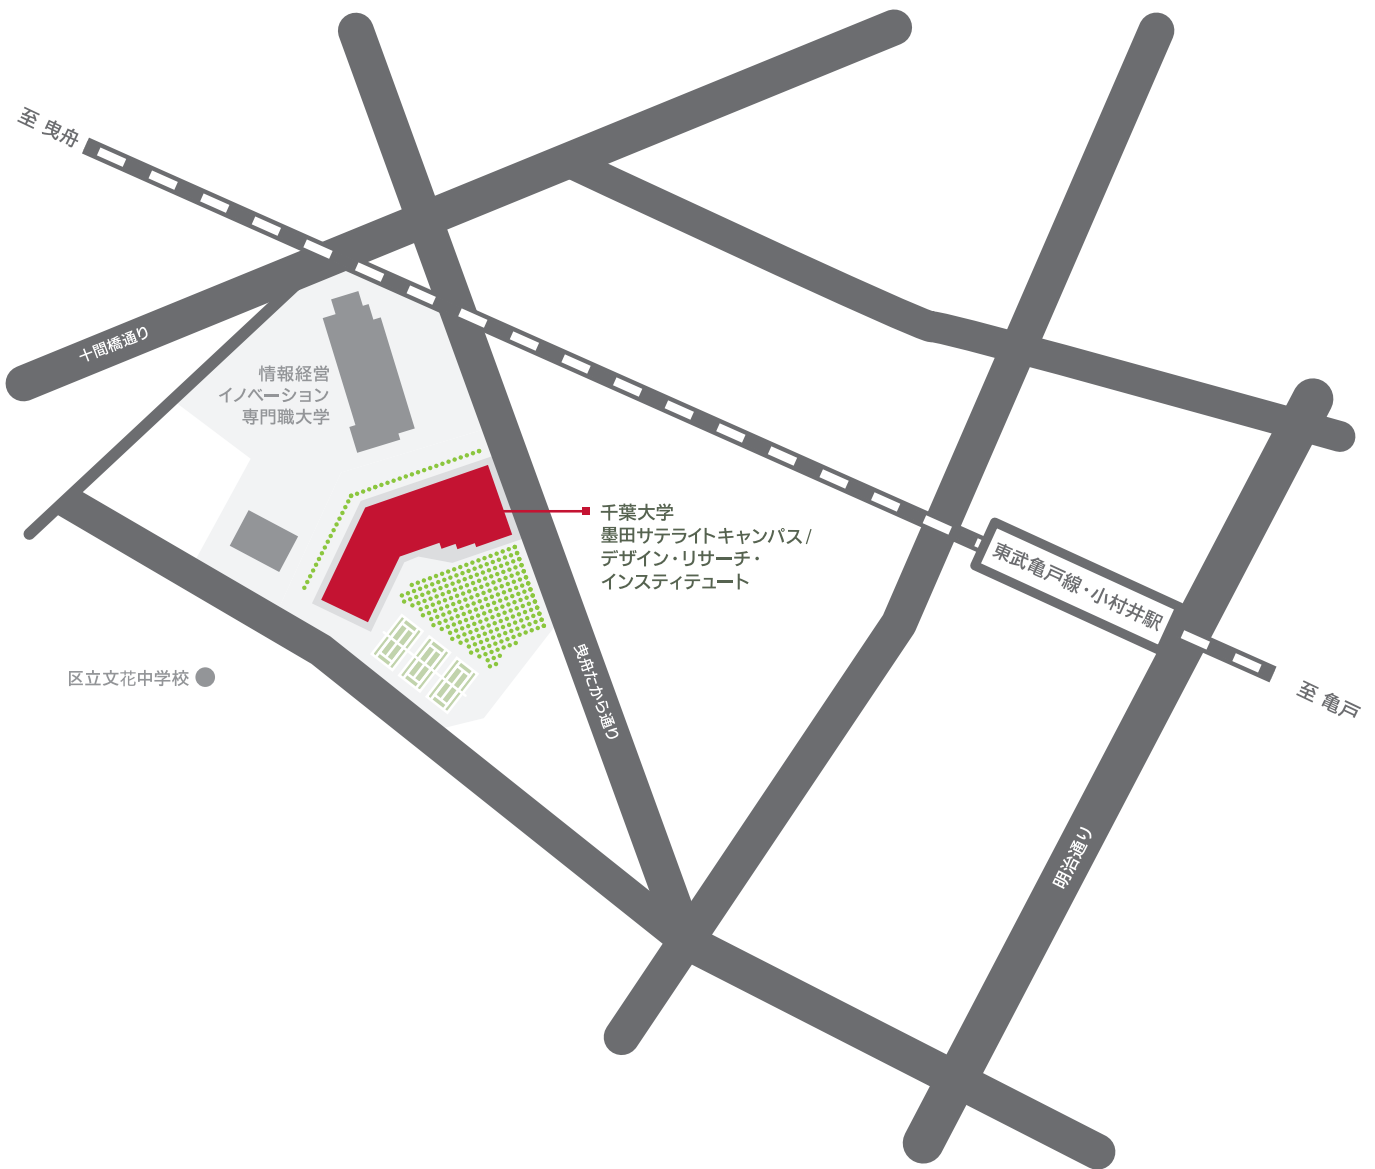 至 曳舟
十間橋通り
情報経営
イノベーション
専門職大学
千葉大学
墨田サテライトキャンパス/
デザイン・リサーチ・
インスティテュート
東武亀戸線・小村井駅
曳舟たから通り
区立文花中学校
至 亀戸
明治通り